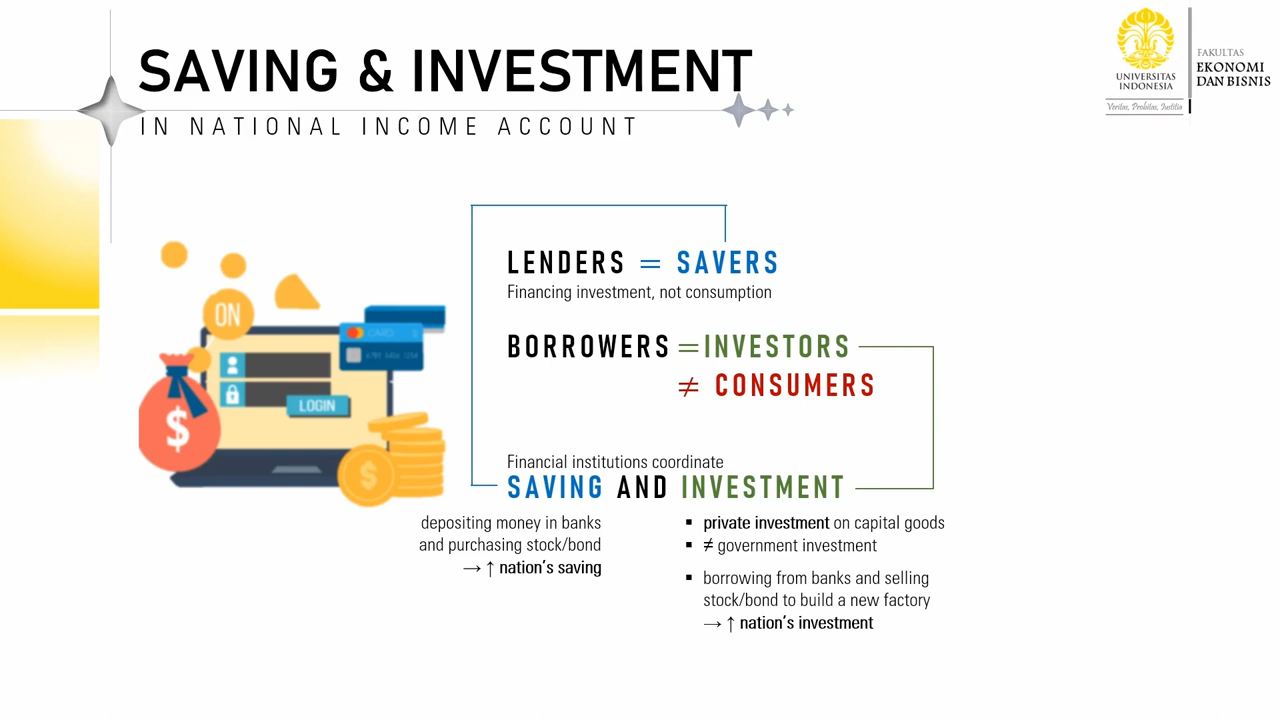 SAVING & INVESTMENT
IN NATIONAL INCOME ACCOUNT
UNIVERSITAS
INDONESIA
Veritas, Probitas, Justitia
FAKULTAS
EKONOMI
DAN BISNIS
ON
CARD
LOGIN
$
$
LENDERS = SAVERS
Financing investment, not consumption
BORROWERS = INVESTORS
≠ CONSUMERS
Financial institutions coordinate
SAVING AND INVESTMENT
depositing money in banks
and purchasing stock/bond
→ ↑ nation's saving
▪ private investment on capital goods
▪ ≠ government investment
▪ borrowing from banks and selling
stock/bond to build a new factory
→ ↑ nation's investment